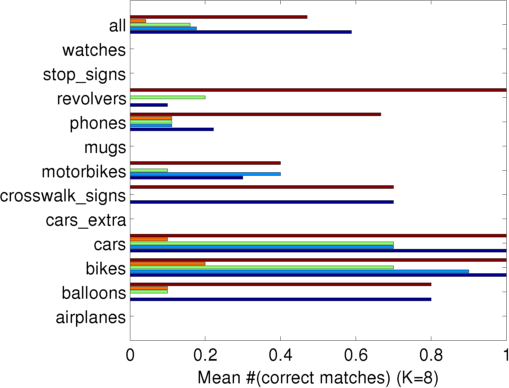 all
watches
stop_signs
revolvers
phones
mugs
motorbikes
crosswalk_signs
cars_extra
cars
bikes
balloons
airplanes
0 0.2 0.4 0.6 0.8 1
Mean #(correct matches) (K=8)